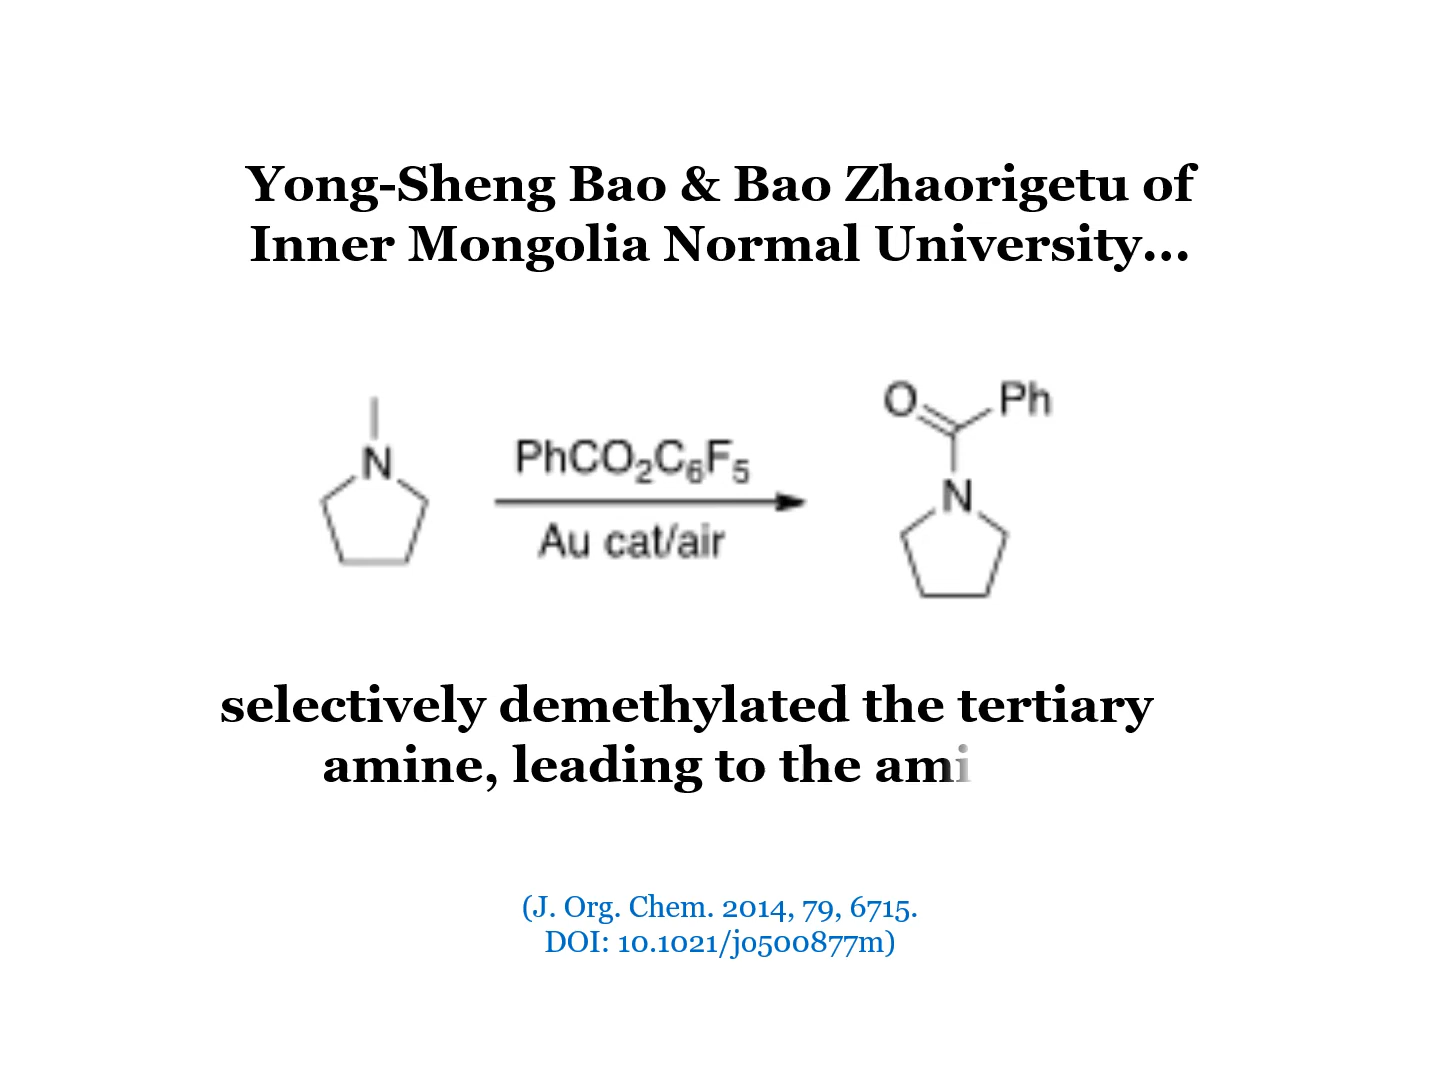 Yong-Sheng Bao & Bao Zhaorigetu of
Inner Mongolia Normal University...
N
PhCO₂C₆F₅
Au cat/air
O
Ph
N
selectively demethylated the tertiary
amine, leading to the ami
(J. Org. Chem. 2014, 79, 6715.
DOI: 10.1021/jo500877m)